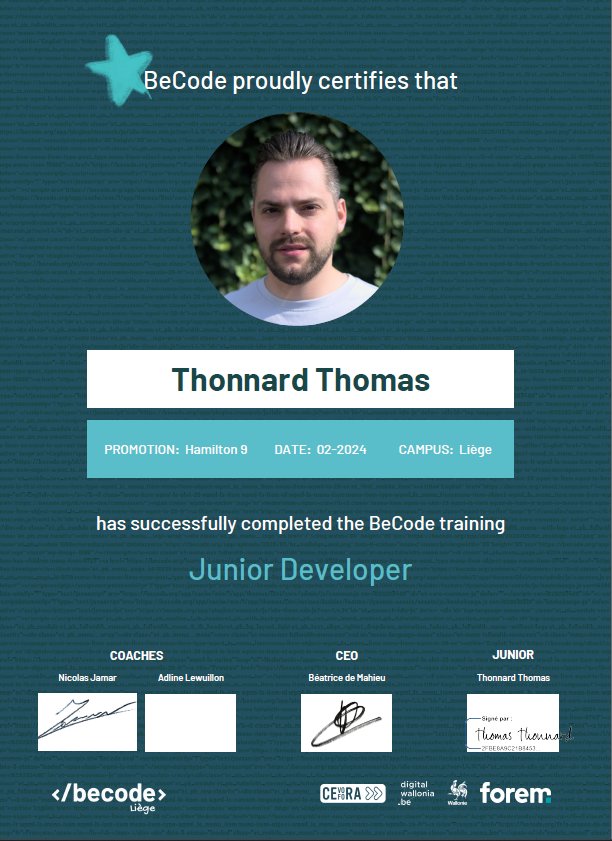 BeCode proudly certifies that
Thonnard Thomas
PROMOTION: Hamilton 9 DATE: 02-2024 CAMPUS: Liège
has successfully completed the BeCode training
Junior Developer
COACHES
Nicolas Jamar Adline Lewuillon
CEO
Béatrice de Mahieu
JUNIOR
Thonnard Thomas
Signé par :
Thomas Thonnard
2FBE8A9C21B8453...
</becode>
Liège
CEVORA
FO
digital
wallonia
.be
Wallonie
forem